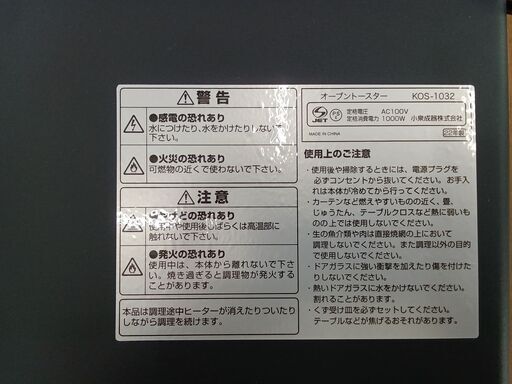 警告
●感電の恐れあり
水につけたり、水をかけたりしないで
下さい。
●火災の恐れあり
可燃物の近くで使わないで下さい。
注意
●やけどの恐れあり
使用中や使用後しばらくは高温部に
触れないで下さい。
●発火の恐れあり
使用中は、本体から離れないで下さ
い。焼き過ぎると調理物が発火する
ことがあります。
本品は調理途中ヒーターが消えたりついたり
しながら調理を続けます。
オーブントースター KOS-1032
定格電圧 AC100V
定格消費電力 1000W 小泉成器株式会社
JET
PS
E
MADE IN CHINA
22年製
使用上のご注意
・使用後や掃除するときには、電源プラグを
必ずコンセントから抜いてください。お手入
れは本体が冷めてから行ってください。
・カーテンなど燃えやすいものの近く、畳、
じゅうたん、テーブルクロスなど熱に弱いも
のの上では使用しないでください。
・生の魚介類や肉は直接焼網の上において
調理しないでください。また調理以外の目的
で使用しないでください。
・ドアガラスに強い衝撃を加えたり傷を付けた
りしないでください。
・熱いドアガラスに水をかけないでください。
割れることがあります。
・くず受け皿を必ずセットしてください。
テーブルなどが焦げるおそれがあります。